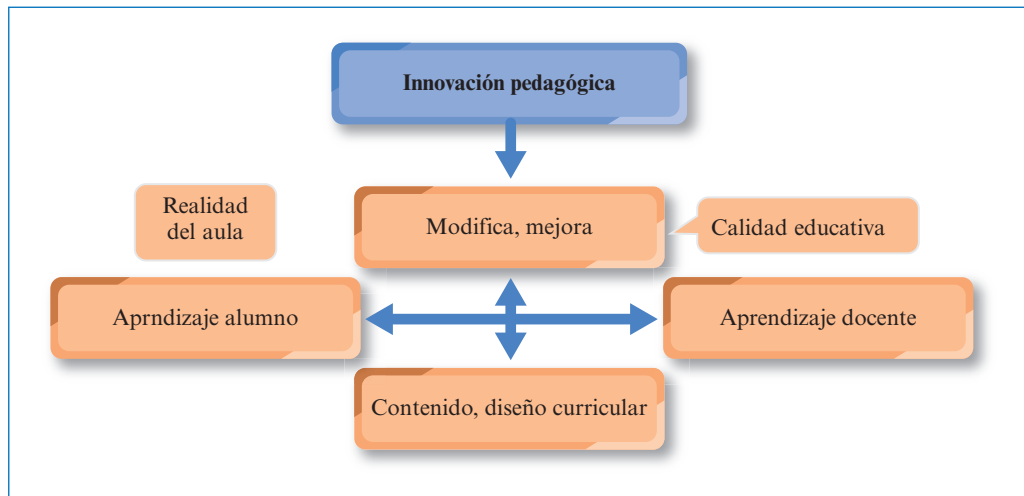 Innovación pedagógica
Realidad
del aula
Modifica, mejora
Calidad educativa
Aprndizaje alumno
Aprendizaje docente
Contenido, diseño curricular